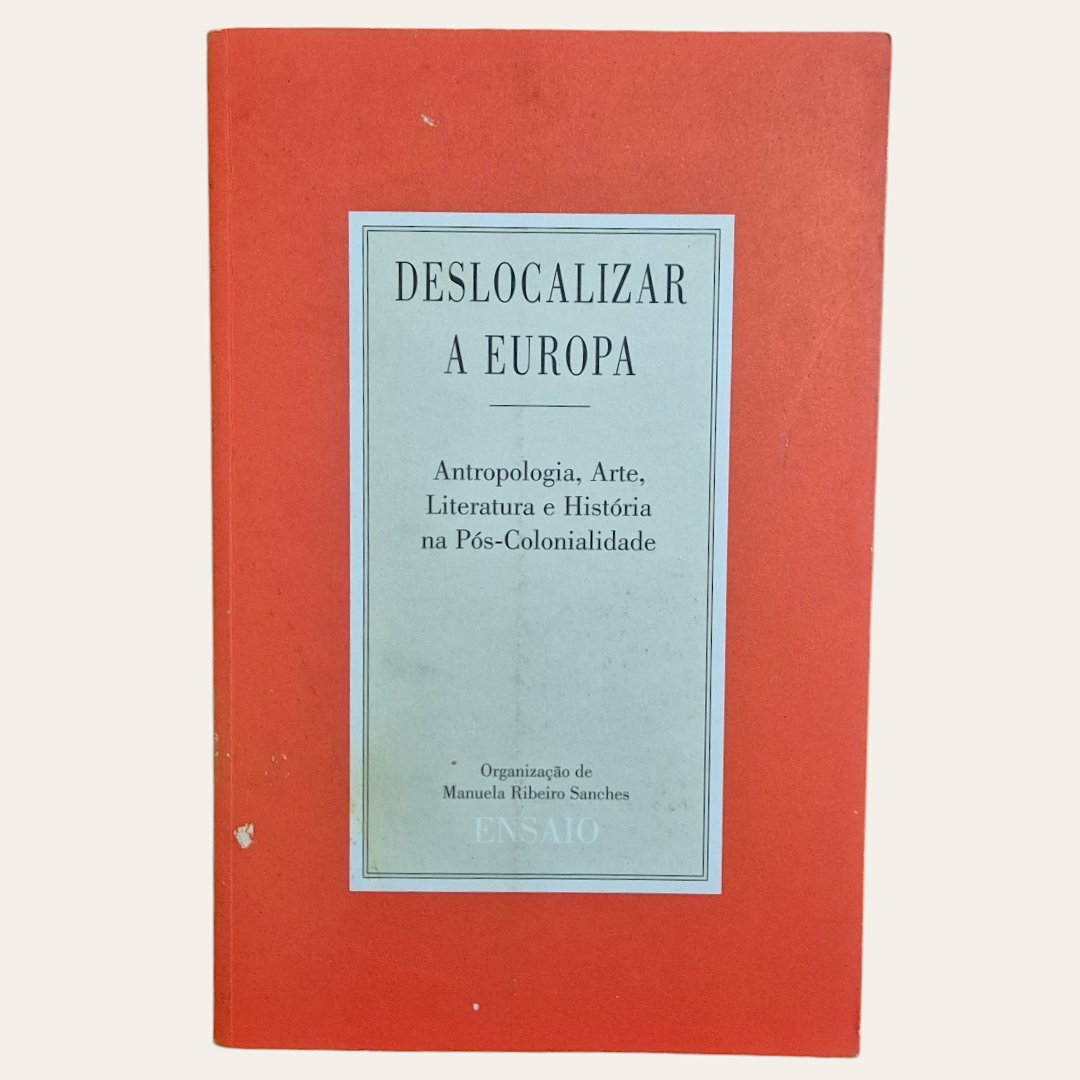 DESLOCALIZAR
A EUROPA
Antropologia, Arte,
Literatura e História
na Pós-Colonialidade
Organização de
Manuela Ribeiro Sanches
ENSAIO